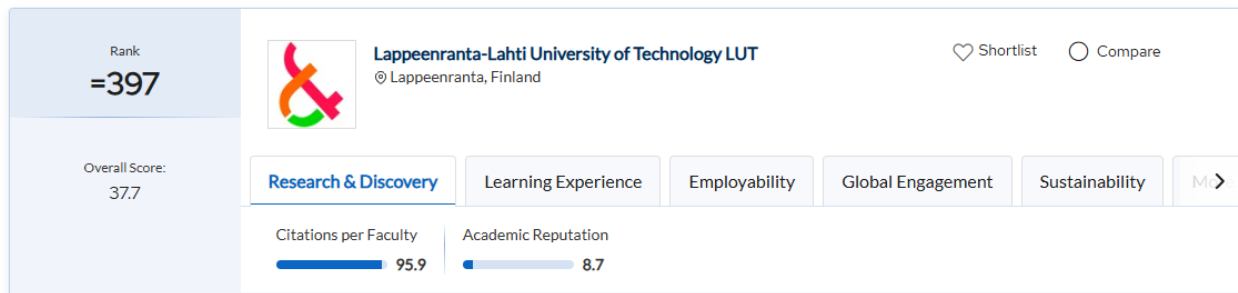 Rank
=397
Overall Score:
37.7
Lappeenranta-Lahti University of Technology LUT
Lappeenranta, Finland
Shortlist
Compare
Research & Discovery
Learning Experience
Employability
Global Engagement
Sustainability
Citations per Faculty
95.9
Academic Reputation
8.7